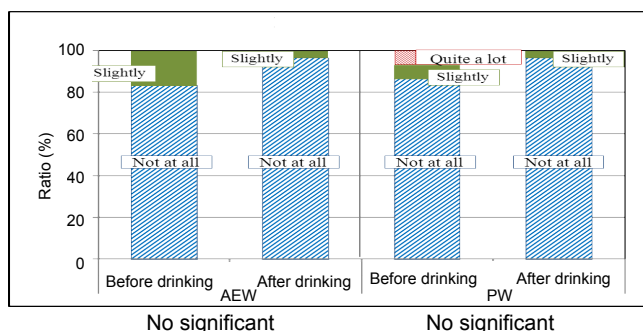 100
80
60
40
20
0
Ratio (%)
Slightly
Slightly
Quite a lot
Slightly
Slightly
Not at all
Not at all
Not at all
Not at all
Before drinking
After drinking
Before drinking
After drinking
AEW
PW
No significant
No significant